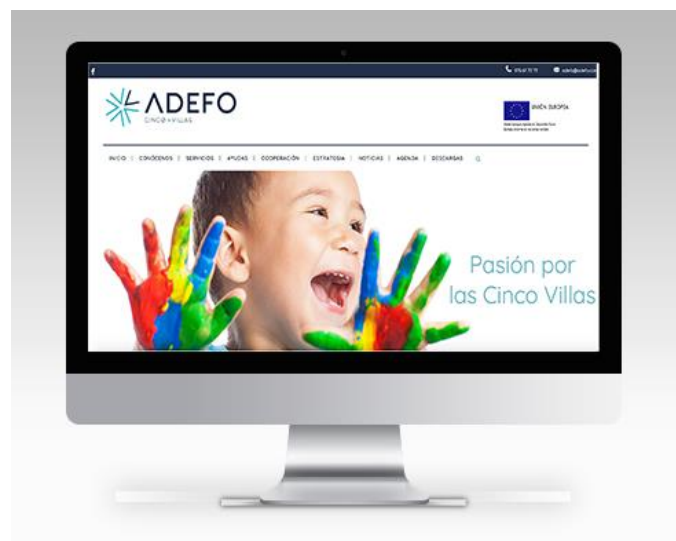 f
ADEFO
CINCO VILLAS
UNIÓN EUROPEA
INICIO | CONÓCENOS | SERVICIOS | AYUDAS | COOPERACIÓN | ESTRATEGIA | NOTICIAS | AGENDA | DESCARGAS
Pasión por
las Cinco Villas